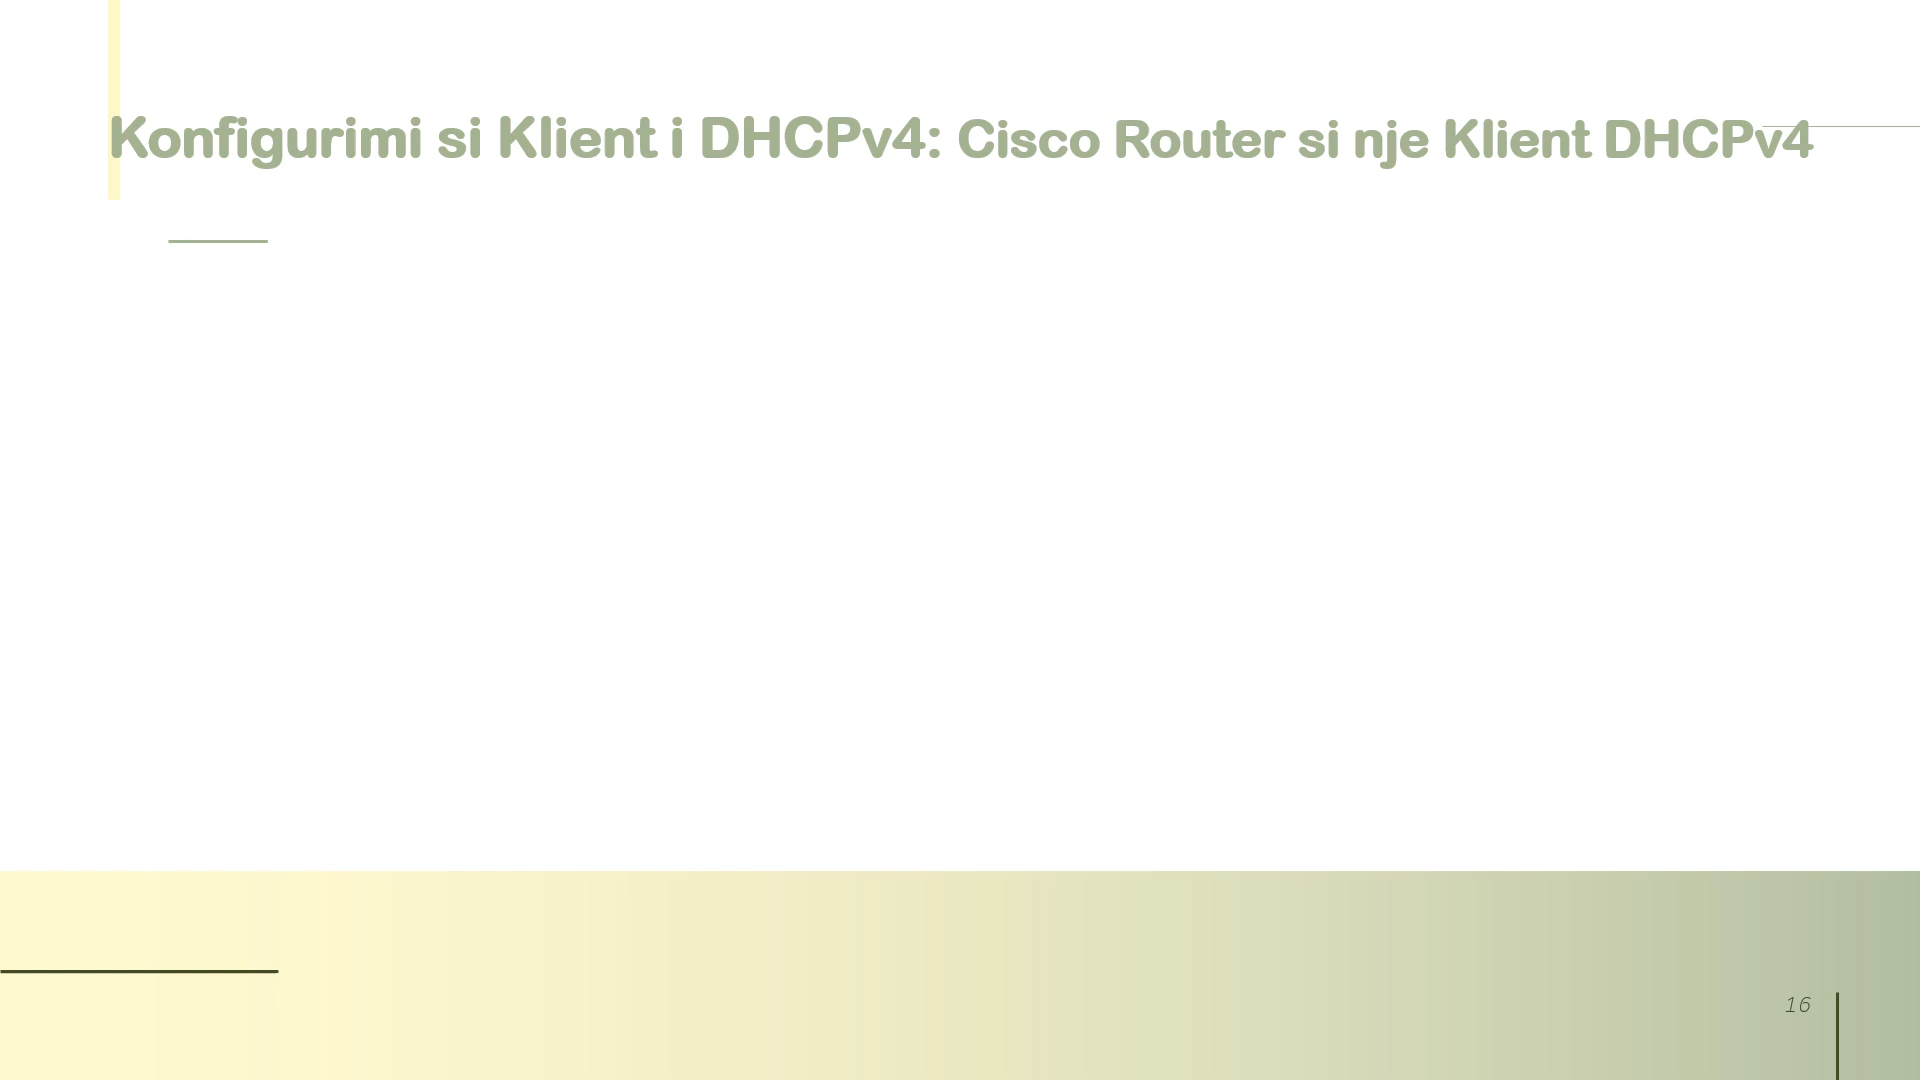 Konfigurimi si Klient i DHCPv4: Cisco Router si nje Klient DHCPv4
16